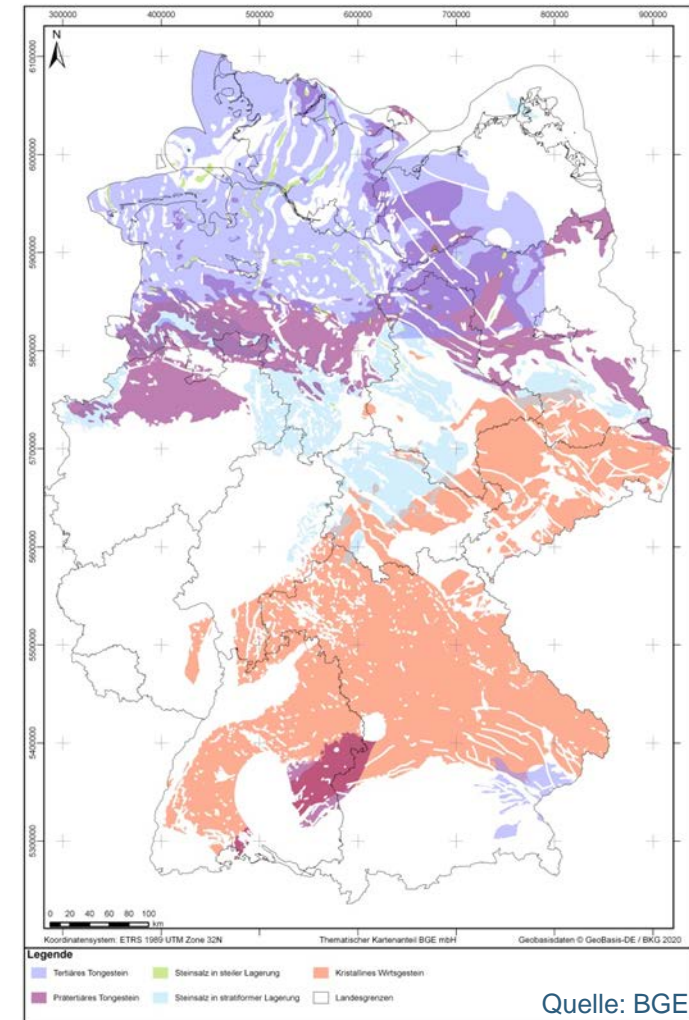 300000 400000 500000 600000 700000 800000 900000
N
6100000
6000000
5900000
5800000
5700000
5600000
5500000
5400000
5300000
0 20 40 60 80 100
km
Koordinatensystem: ETRS 1989 UTM Zone 32N Thematischer Kartenanteil BGE mbH Geobasisdaten © GeoBasis-DE / BKG 2020
Legende
Tertiäres Tongestein Steinsalz in steiler Lagerung Kristallines Wirtsgestein
Prätertiäres Tongestein Steinsalz in stratiformer Lagerung Landesgrenzen
Quelle: BGE